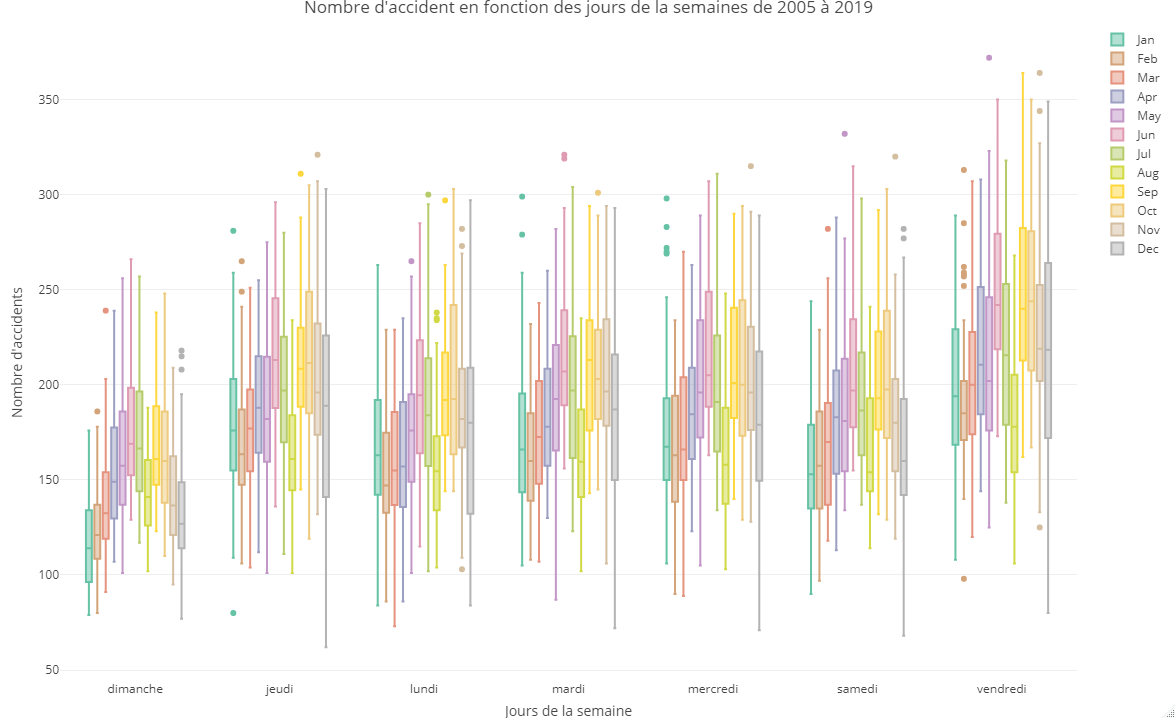 Nombre d'accident en fonction des jours de la semaines de 2005 à 2019
Jan
Feb
Mar
Apr
May
Jun
Jul
Aug
Sep
Oct
Nov
Dec
350
300
250
200
150
100
50
Nombre d'accidents
dimanche jeudi lundi mardi mercredi samedi vendredi
Jours de la semaine